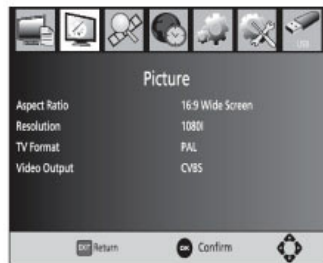 USB
Picture
Aspect Ratio 16:9 Wide Screen
Resolution 1080I
TV Format PAL
Video Output CVBS
EXIT Return OK Confirm